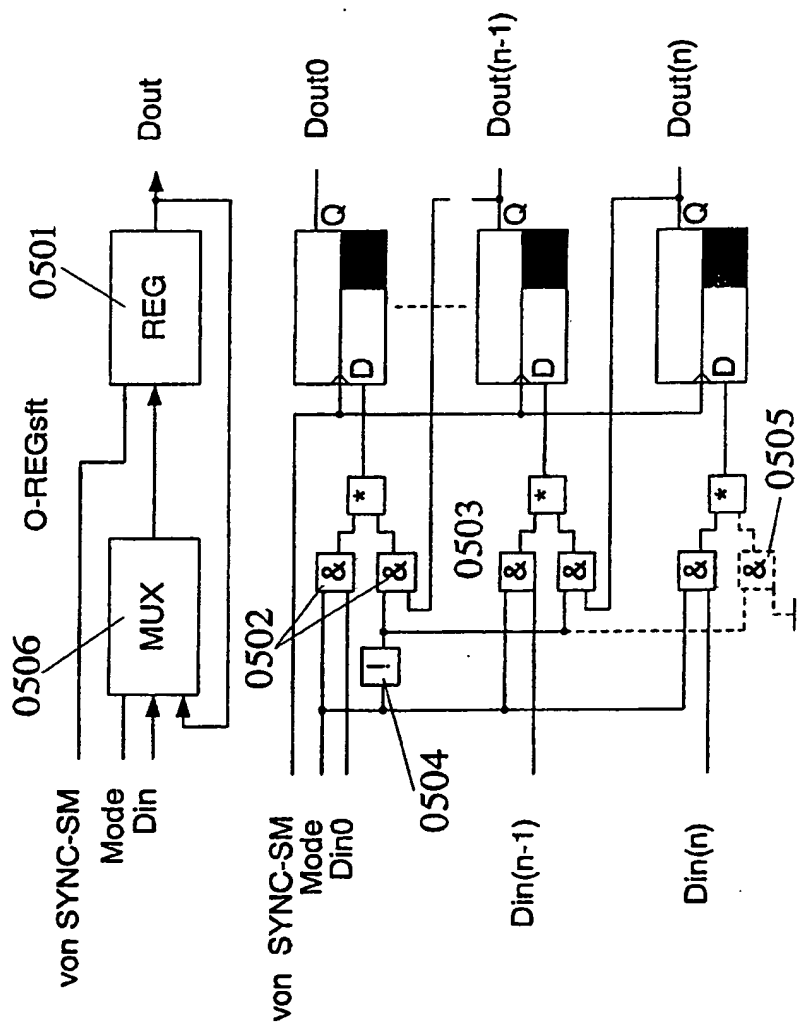 0506
0501
von SYNC-SM
O-REGsft
Mode
Din
MUX
REG
Dout
von SYNC-SM
Mode
Din0
0502
&
&
!
0504
*
D
Q
Dout0
Din(n-1)
0503
&
&
*
D
Q
Dout(n-1)
Din(n)
&
&
0505
*
D
Q
Dout(n)